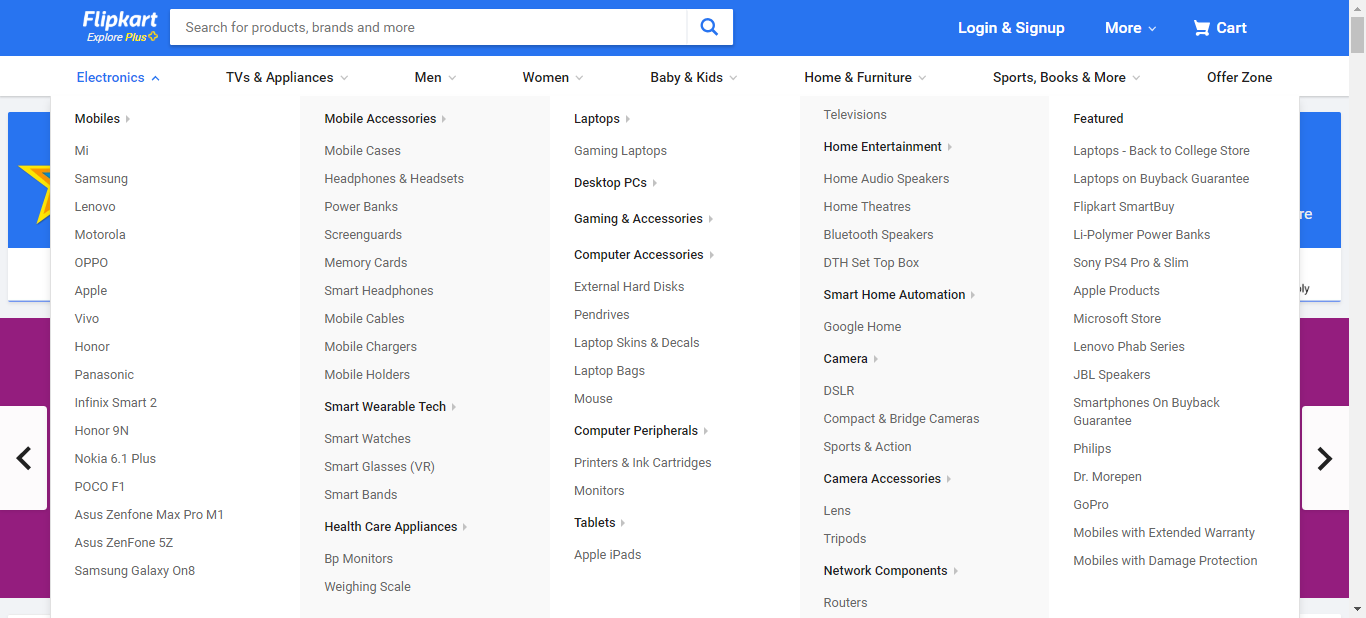 Flipkart
Explore Plus
Search for products, brands and more
Login & Signup
More
Cart
Electronics
TVs & Appliances
Men
Women
Baby & Kids
Home & Furniture
Sports, Books & More
Offer Zone
Mobiles
Mi
Samsung
Lenovo
Motorola
OPPO
Apple
Vivo
Honor
Panasonic
Infinix Smart 2
Honor 9N
Nokia 6.1 Plus
POCO F1
Asus Zenfone Max Pro M1
Asus ZenFone 5Z
Samsung Galaxy On8
Mobile Accessories
Mobile Cases
Headphones & Headsets
Power Banks
Screenguards
Memory Cards
Smart Headphones
Mobile Cables
Mobile Chargers
Mobile Holders
Smart Wearable Tech
Smart Watches
Smart Glasses (VR)
Smart Bands
Health Care Appliances
Bp Monitors
Weighing Scale
Laptops
Gaming Laptops
Desktop PCs
Gaming & Accessories
Computer Accessories
External Hard Disks
Pendrives
Laptop Skins & Decals
Laptop Bags
Mouse
Computer Peripherals
Printers & Ink Cartridges
Monitors
Tablets
Apple iPads
Televisions
Home Entertainment
Home Audio Speakers
Home Theatres
Bluetooth Speakers
DTH Set Top Box
Smart Home Automation
Google Home
Camera
DSLR
Compact & Bridge Cameras
Sports & Action
Camera Accessories
Lens
Tripods
Network Components
Routers
Featured
Laptops - Back to College Store
Laptops on Buyback Guarantee
Flipkart SmartBuy
Li-Polymer Power Banks
Sony PS4 Pro & Slim
Apple Products
Microsoft Store
Lenovo Phab Series
JBL Speakers
Smartphones On Buyback
Guarantee
Philips
Dr. Morepen
GoPro
Mobiles with Extended Warranty
Mobiles with Damage Protection